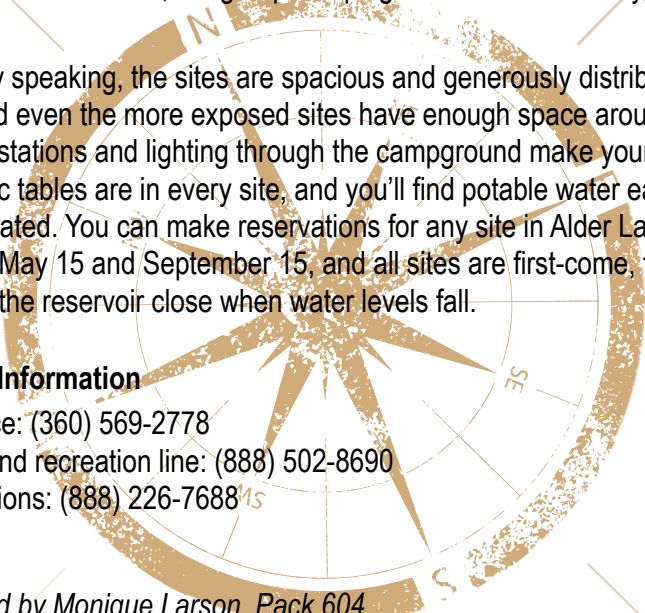 y speaking, the sites are spacious and generously distrib
d even the more exposed sites have enough space arou
stations and lighting through the campground make your
c tables are in every site, and you'll find potable water ea
ated. You can make reservations for any site in Alder La
May 15 and September 15, and all sites are first-come,
the reservoir close when water levels fall.
Information
e: (360) 569-2778
nd recreation line: (888) 502-8690
ions: (888) 226-7688
d by Monique Larson, Pack 604
N
SE
SW
S